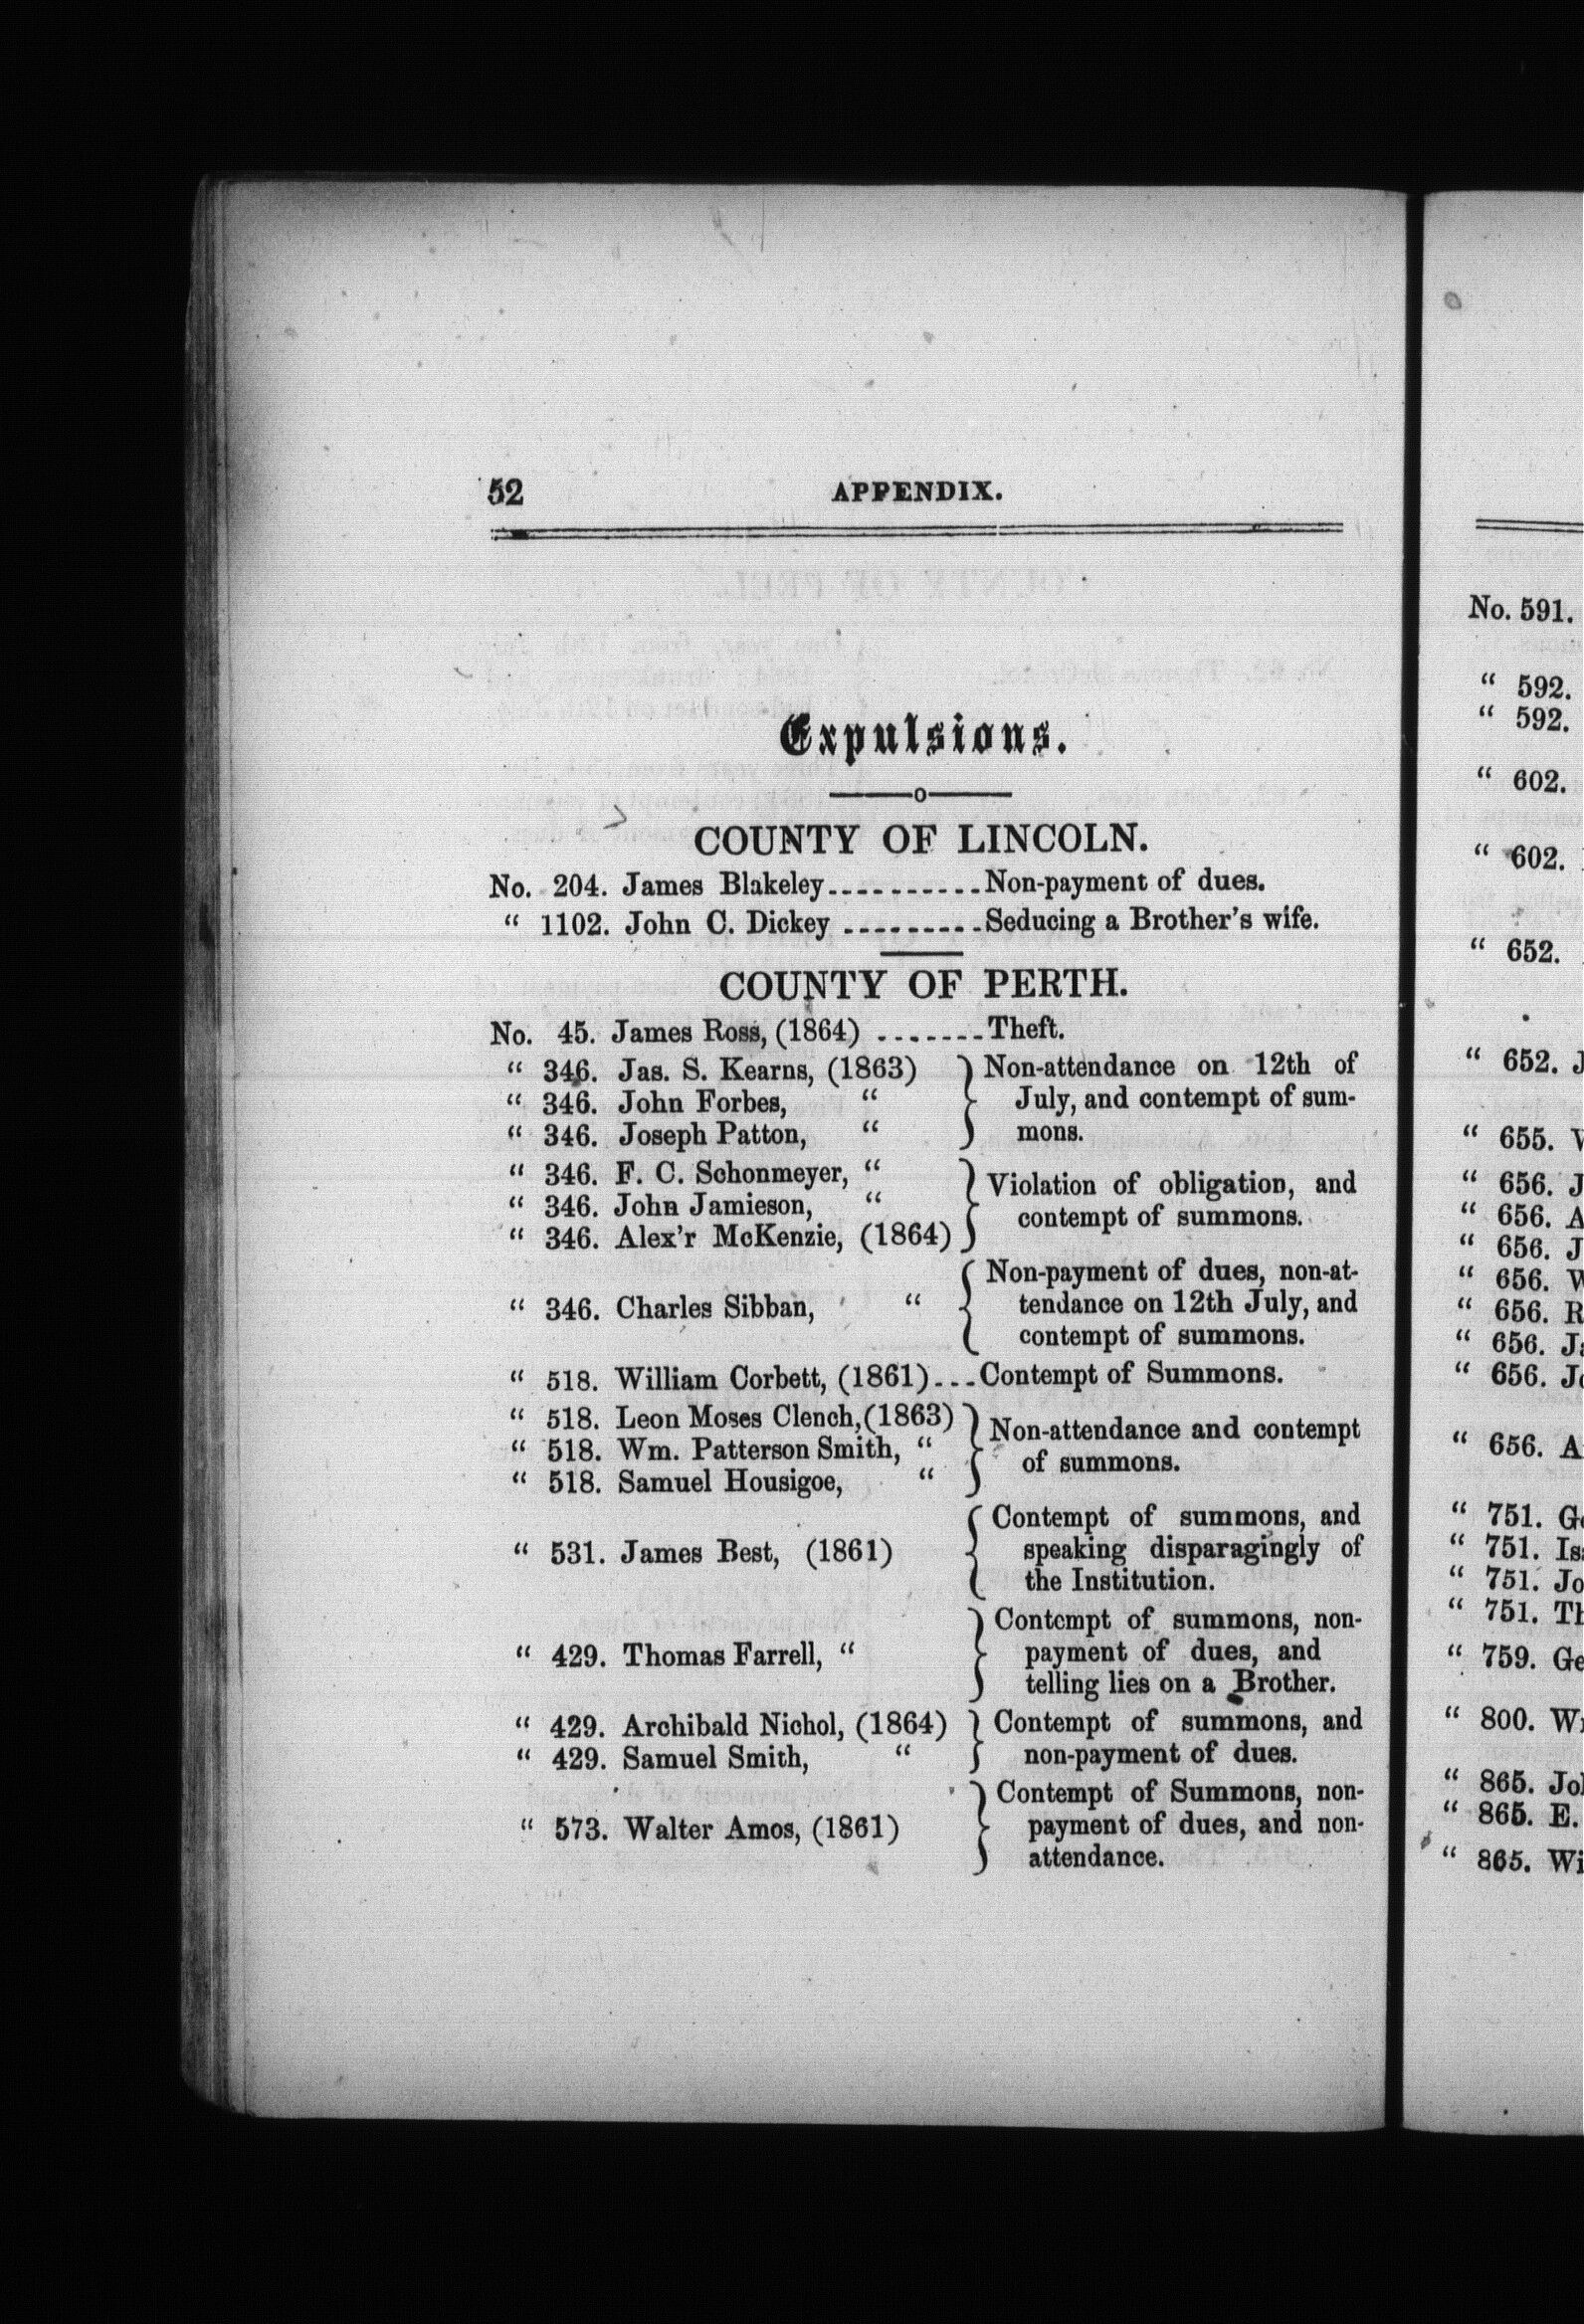 52 APPENDIX.
Expulsions.
COUNTY OF LINCOLN.
No. 204. James Blakeley..........Non-payment of dues.
“ 1102. John C. Dickey .........Seducing a Brother's wife.
COUNTY OF PERTH.
No. 45. James Ross, (1864) .......Theft.
“ 346. Jas. S. Kearns, (1863) } Non-attendance on 12th of
“ 346. John Forbes, “ July, and contempt of sum-
“ 346. Joseph Patton, “ mons.
“ 346. F. C. Schonmeyer, “
“ 346. John Jamieson, “ } Violation of obligation, and
“ 346. Alex'r McKenzie, (1864) contempt of summons.
{ Non-payment of dues, non-at-
“ 346. Charles Sibban, “ tendance on 12th July, and
contempt of summons.
“ 518. William Corbett, (1861)...Contempt of Summons.
“ 518. Leon Moses Clench,(1863) } Non-attendance and contempt
“ 518. Wm. Patterson Smith, “ of summons.
“ 518. Samuel Housigoe, “
{ Contempt of summons, and
“ 531. James Best, (1861) speaking disparagingly of
the Institution.
} Contempt of summons, non-
“ 429. Thomas Farrell, “ payment of dues, and
telling lies on a Brother.
“ 429. Archibald Nichol, (1864) } Contempt of summons, and
“ 429. Samuel Smith, “ non-payment of dues.
} Contempt of Summons, non-
“ 573. Walter Amos, (1861) payment of dues, and non-
attendance.
No. 591.
“ 592.
“ 592.
“ 602.
“ 602.
“ 652.
“ 652. J
“ 655.
“ 656. J
“ 656. A
“ 656. J
“ 656. W
“ 656. R
“ 656. Ja
“ 656. Jo
“ 656. A
“ 751. Ge
“ 751. Isa
“ 751. Jo
“ 751. Th
“ 759. Ge
“ 800. W
“ 865. Jo
“ 865. E.
“ 865. Wi